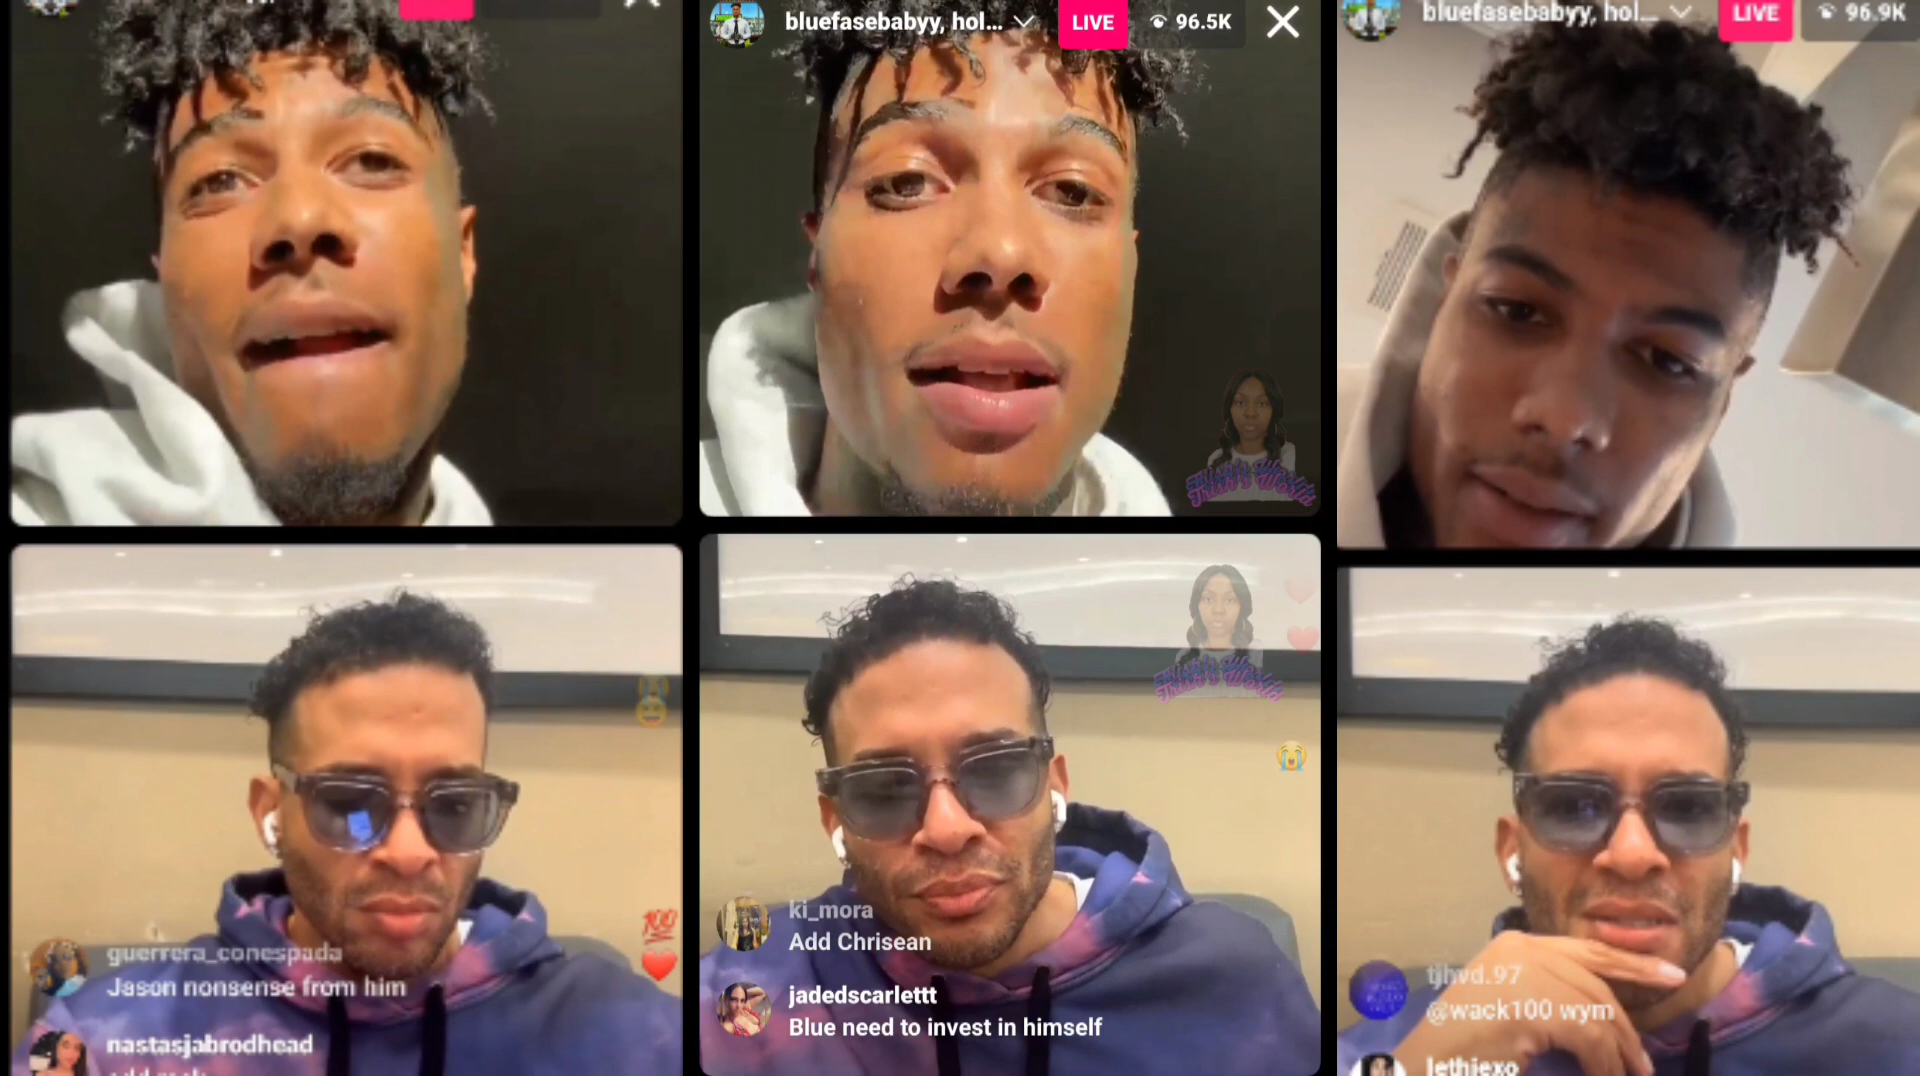 bluefasebabyy, hol...
LIVE
96.5K
bluefasebabyy, hol...
LIVE
96.9K
guerrera_conespada
Jason nonsense from him
nastasjabrodhead
ki_mora
Add Chrisean
jadedscarlettt
Blue need to invest in himself
tjhvd.97
@wack100 wym
lethiexo